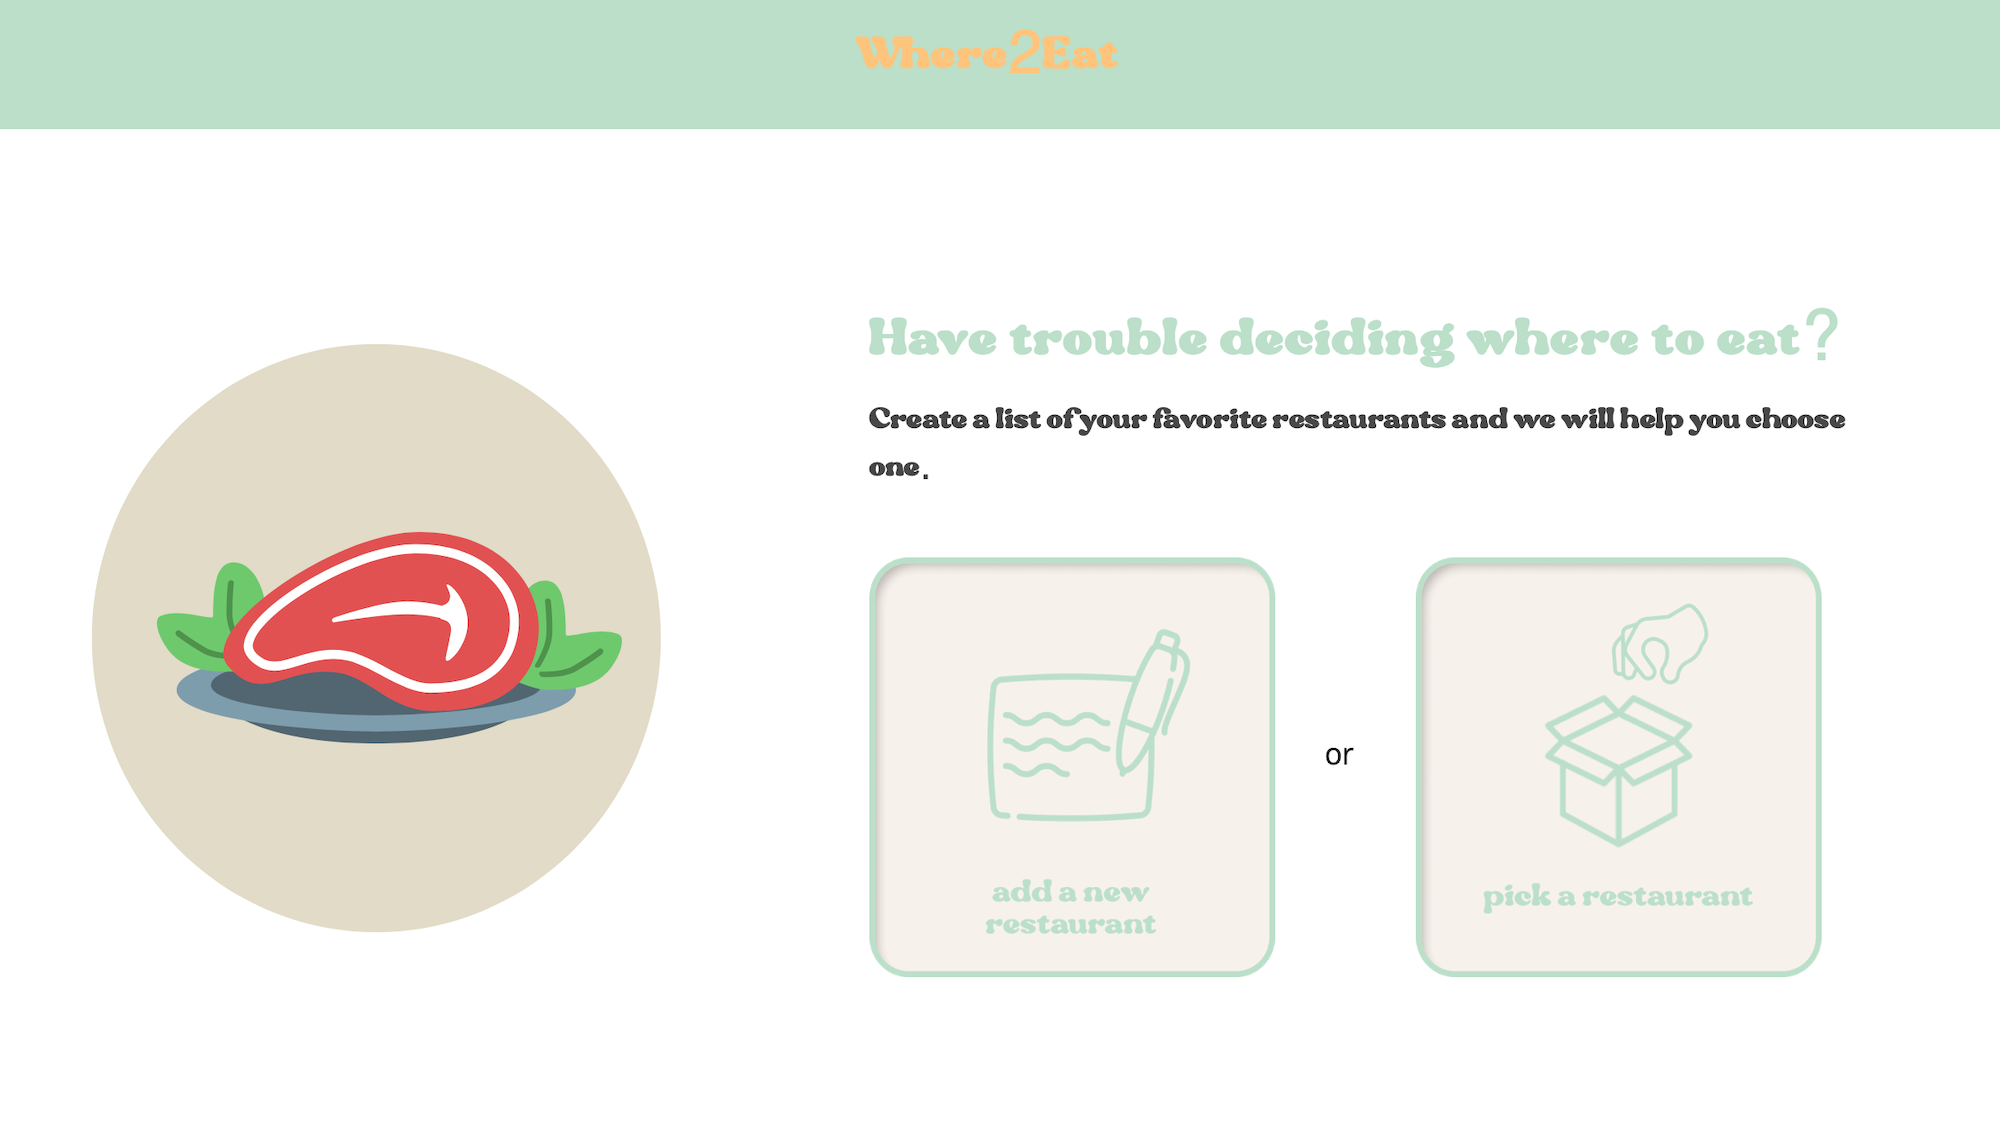 Where2Eat
Have trouble deciding where to eat?
Create a list of your favorite restaurants and we will help you choose
one.
add a new
restaurant
or
pick a restaurant